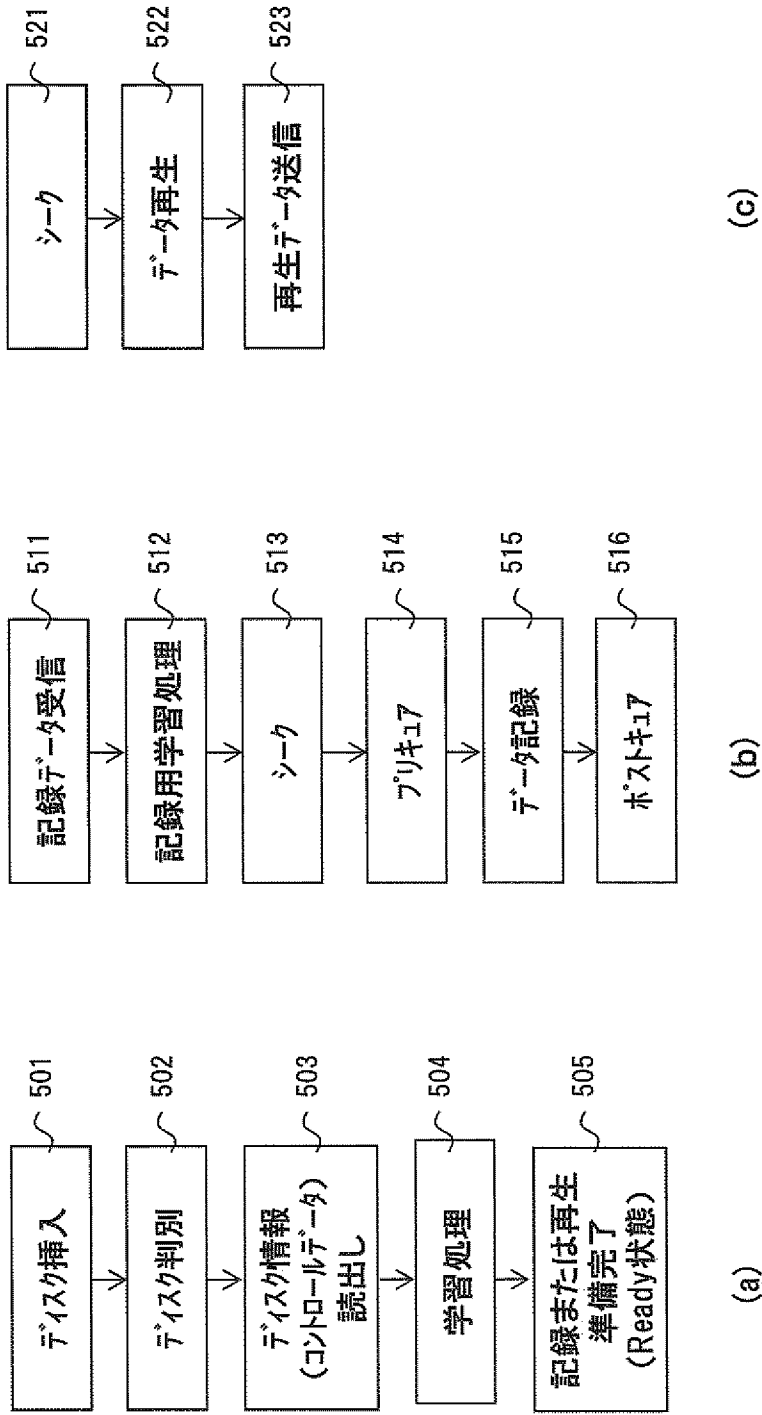 ディスク挿入
501
ディスク判別
502
ディスク情報
(コントロールデータ)
読出し
503
学習処理
504
記録または再生
準備完了
(Ready状態)
505
(a)
記録データ受信
511
記録用学習処理
512
シーク
513
プリキュア
514
データ記録
515
ポストキュア
516
(b)
シーク
521
データ再生
522
再生データ送信
523
(c)